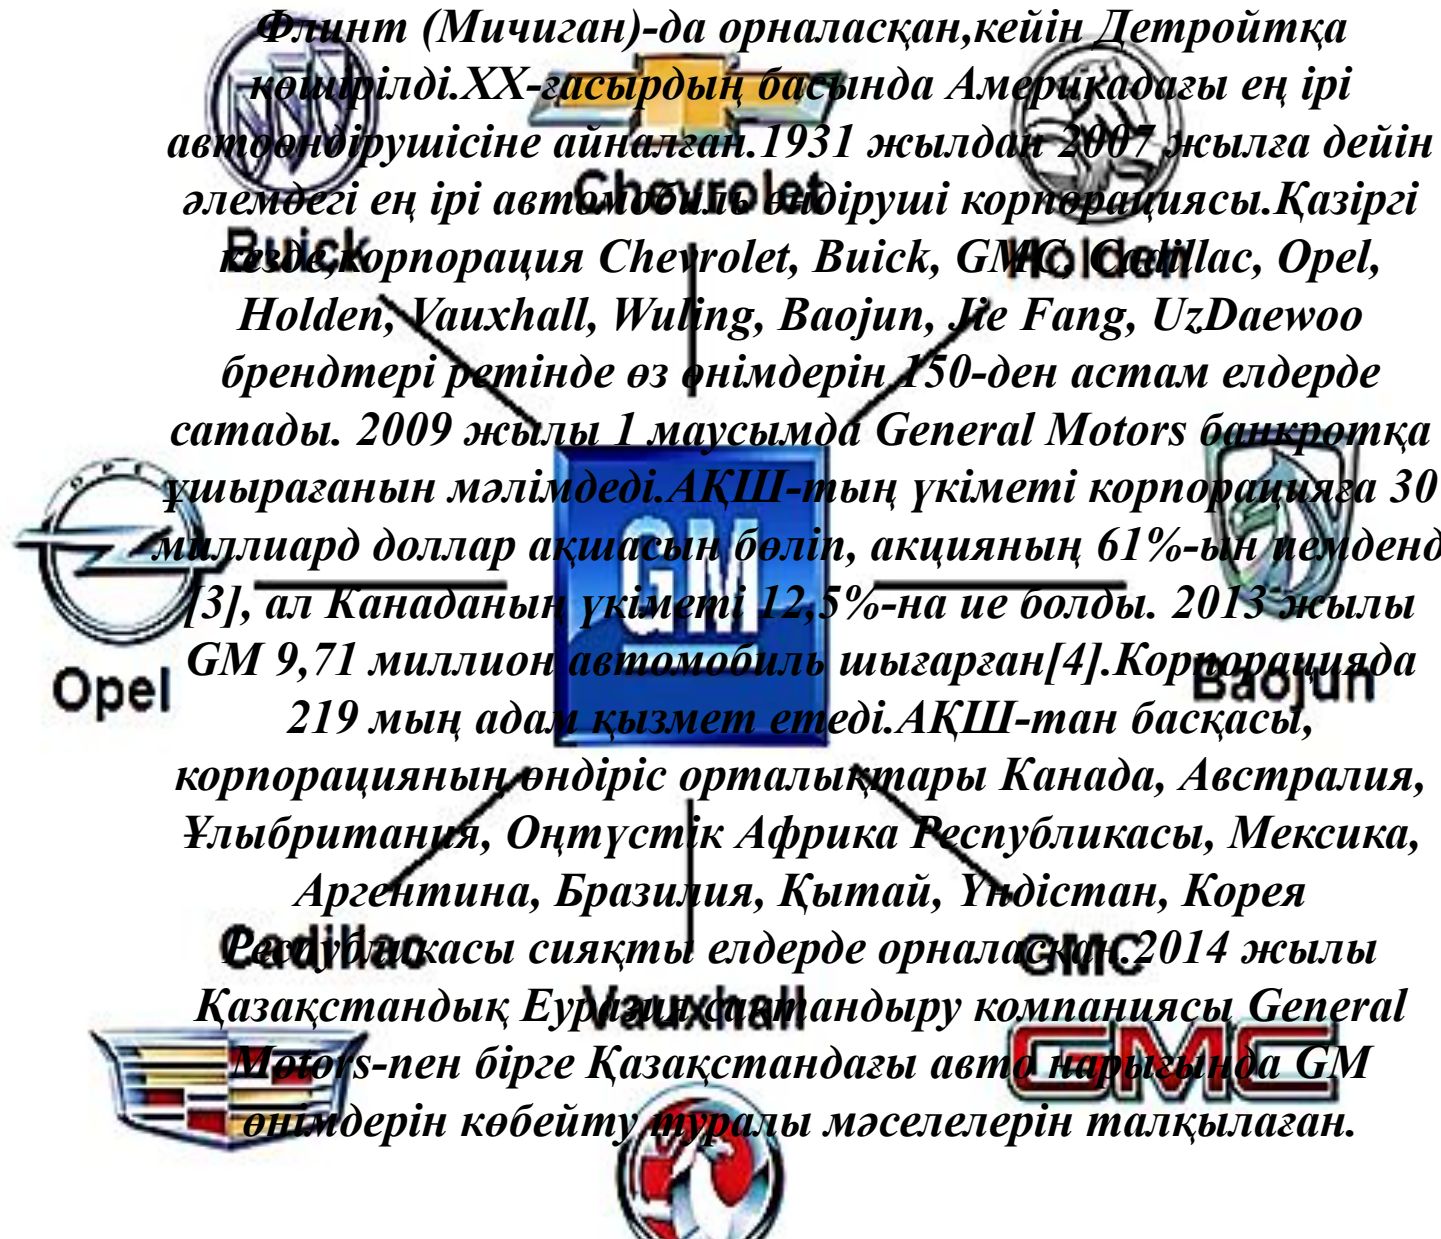 Флинт (Мичиган)-да орналасқан,кейін Детройтқа
көшірілді.ХХ-ғасырдың басында Америкадағы ең ірі
автоөндірушісіне айналған.1931 жылдан 2007 жылға дейін
әлемдегі ең ірі автомобиль өндіруші корпорациясы.Қазіргі
кезде,корпорация Chevrolet, Buick, GMC, Cadillac, Opel,
Holden, Vauxhall, Wuling, Baojun, Jie Fang, UzDaewoo
брендтері ретінде өз өнімдерін 150-ден астам елдерде
сатады. 2009 жылы 1 маусымда General Motors банкротқа
ұшырағанын мәлімдеді.АҚШ-тың үкіметі корпорацияға 30
миллиард доллар ақшасын бөліп, акцияның 61%-ын иемденд
[3], ал Канаданың үкіметі 12,5%-на ие болды. 2013 жылы
GM 9,71 миллион автомобиль шығарған[4].Корпорацияда
219 мың адам қызмет етеді.АҚШ-тан басқасы,
корпорацияның өндіріс орталықтары Канада, Австралия,
Ұлыбритания, Оңтүстік Африка Республикасы, Мексика,
Аргентина, Бразилия, Қытай, Үндістан, Корея
Республикасы сияқты елдерде орналасқан.2014 жылы
Қазақстандық Еуразия сақтандыру компаниясы General
Motors-пен бірге Қазақстандағы авто нарығында GM
өнімдерін көбейту туралы мәселелерін талқылаған.
Buick
Chevrolet
Holden
OPEL
Opel
GM
Baojun
Cadillac
Vauxhall
GMC
GMC